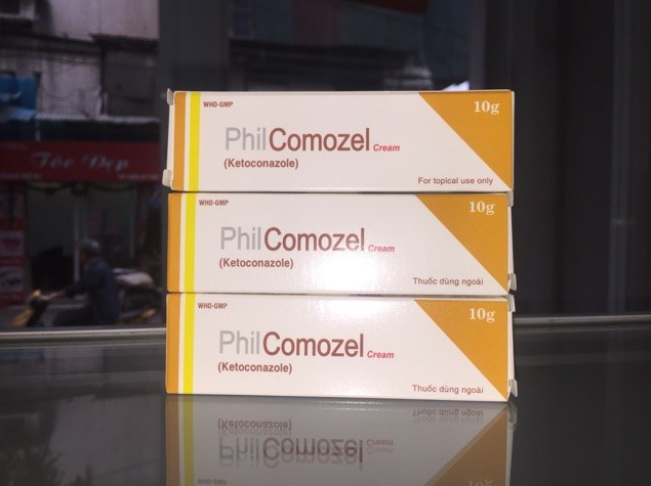 Tóc Đẹp
WHO-GMP
10g
PhilComozel Cream
(Ketoconazole)
For topical use only
WHO-GMP
10g
PhilComozel Cream
(Ketoconazole)
Thuốc dùng ngoài
WHO-GMP
10g
PhilComozel Cream
(Ketoconazole)
Thuốc dùng ngoài